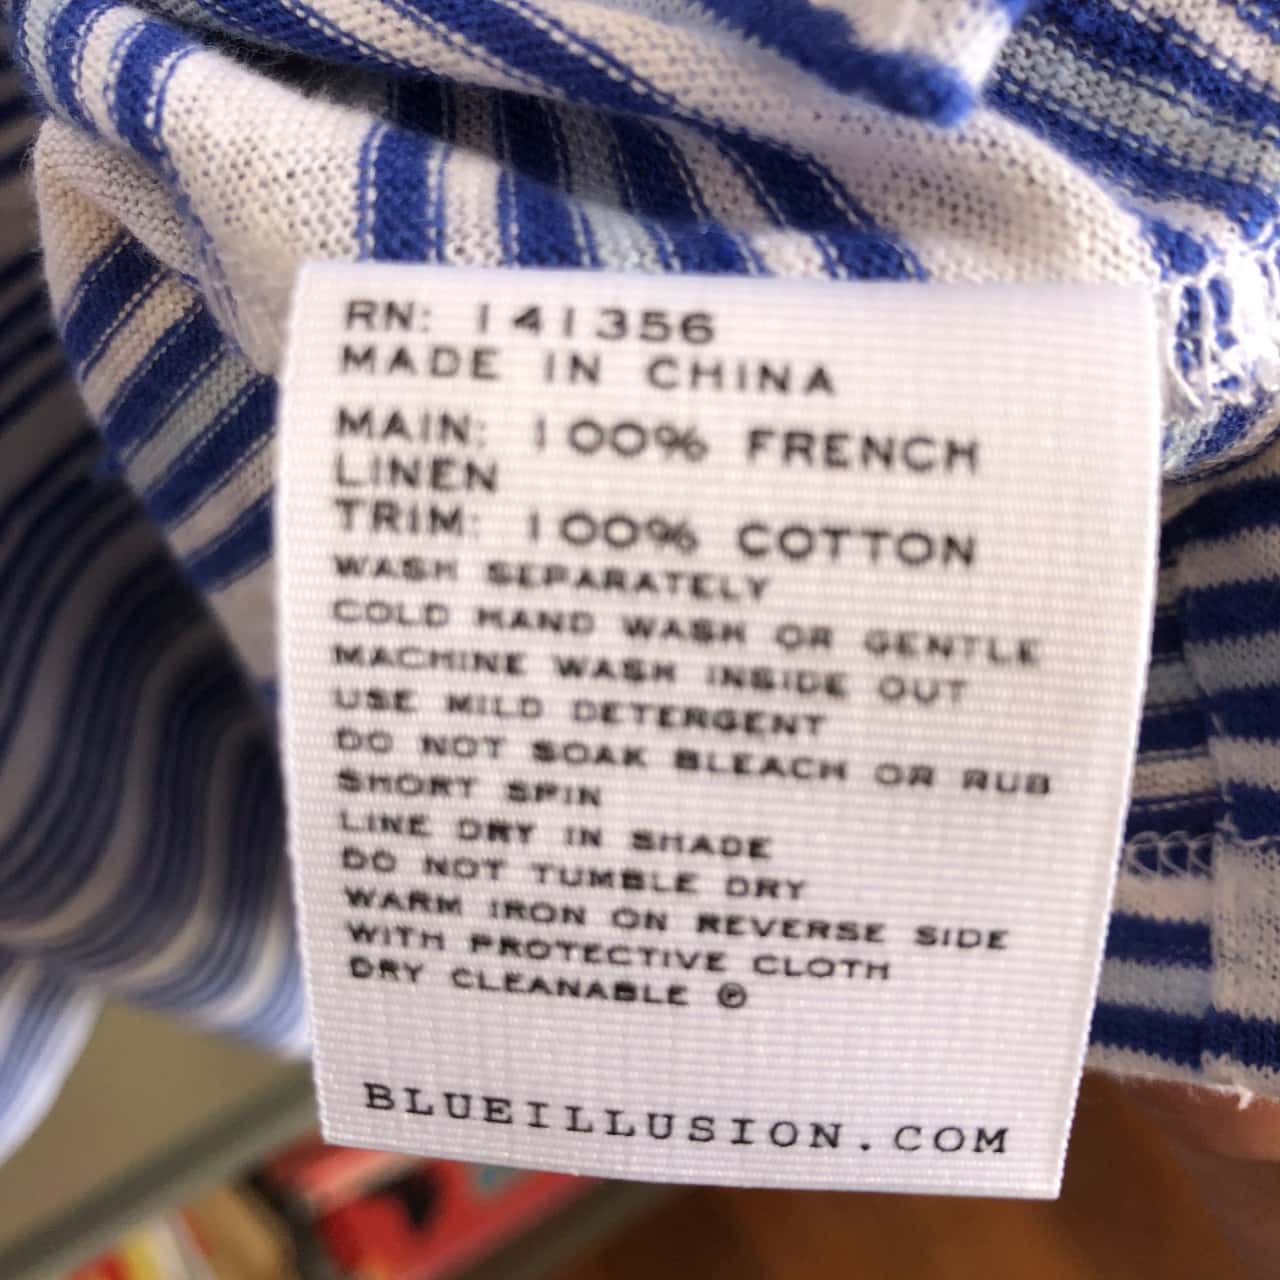 RN: 141356
MADE IN CHINA
MAIN: 100% FRENCH
LINEN
TRIM: 100% COTTON
WASH SEPARATELY
COLD HAND WASH OR GENTLE
MACHINE WASH INSIDE OUT
USE MILD DETERGENT
DO NOT SOAK BLEACH OR RUB
SHORT SPIN
LINE DRY IN SHADE
DO NOT TUMBLE DRY
WARM IRON ON REVERSE SIDE
WITH PROTECTIVE CLOTH
DRY CLEANABLE Ⓟ
BLUEILLUSION.COM